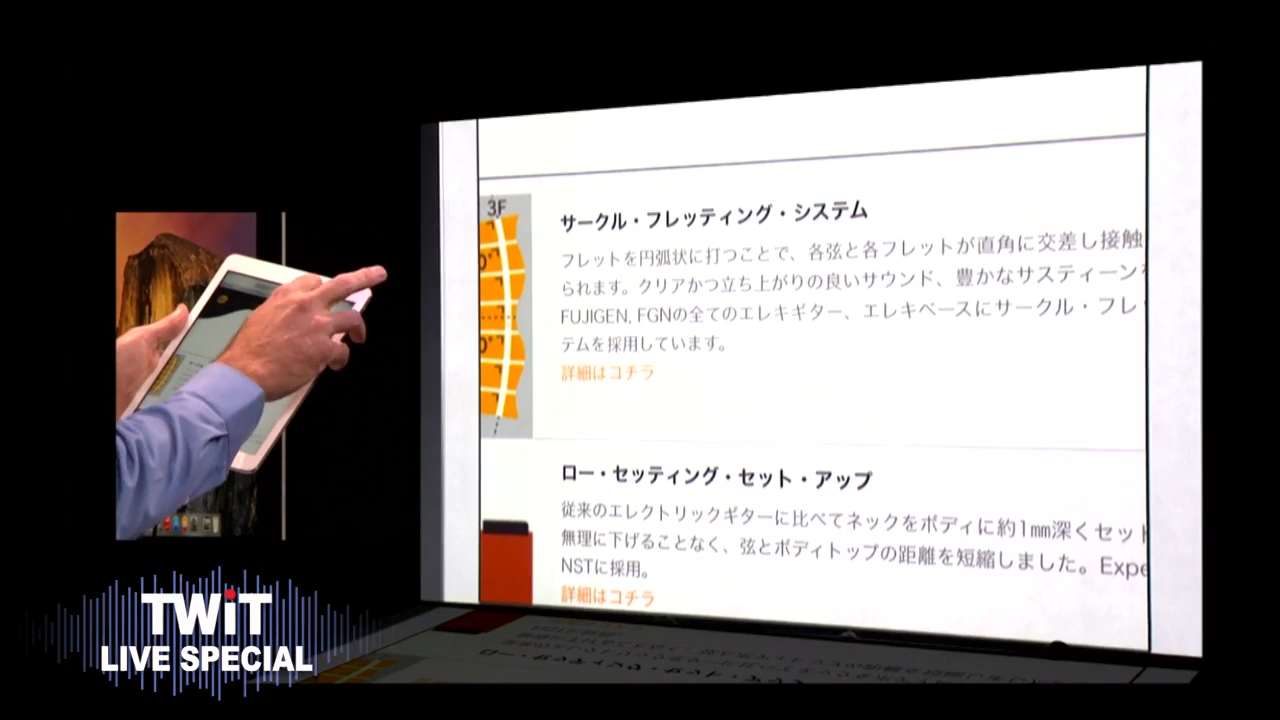 3F
サークル・フレッティング・システム
フレットを円弧状に打つことで、各弦と各フレットが直角に交差し接触
られます。クリアかつ立ち上がりの良いサウンド、豊かなサスティーン
FUJIGEN, FGNの全てのエレキギター、エレキベースにサークル・フレ
テムを採用しています。
詳細はコチラ
ロー・セッティング・セット・アップ
従来のエレクトリックギターに比べてネックをボディに約1mm深くセット
無理に下げることなく、弦とボディトップの距離を短縮しました。Expe
NSTに採用。
詳細はコチラ
TWiT
LIVE SPECIAL